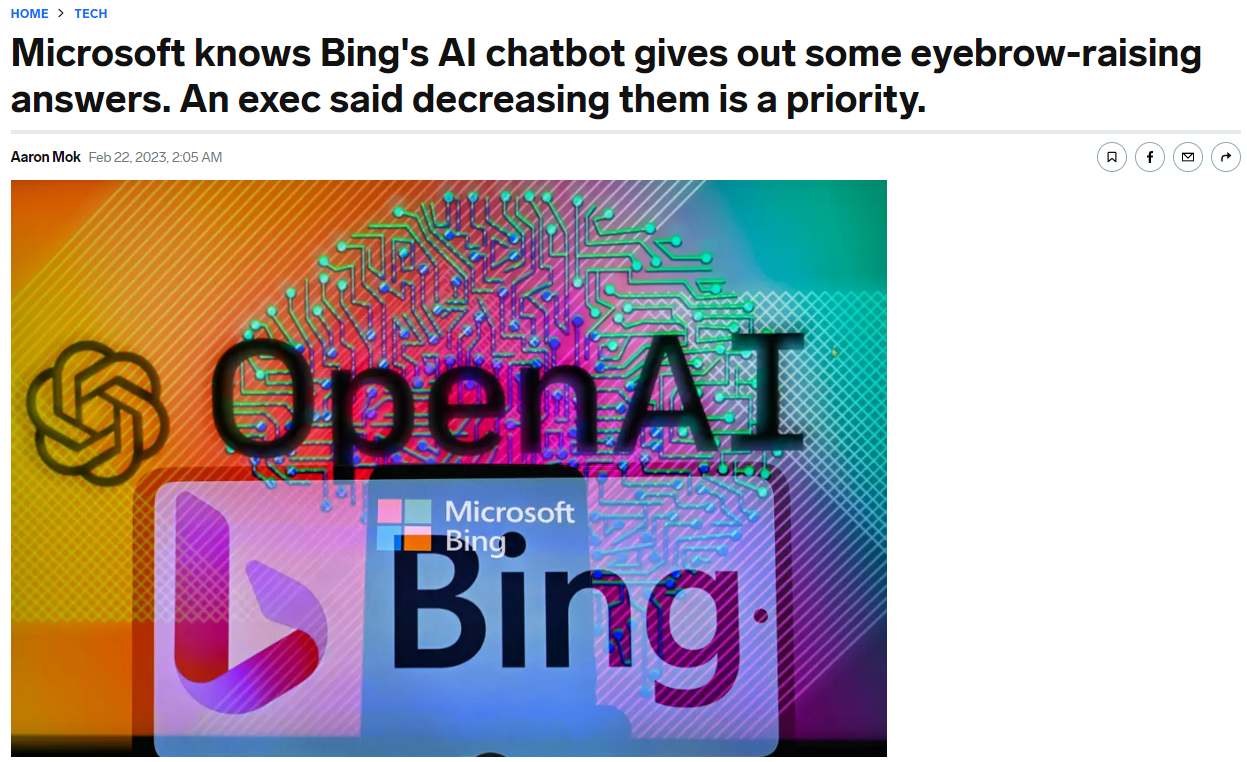 HOME > TECH
Microsoft knows Bing's AI chatbot gives out some eyebrow-raising
answers. An exec said decreasing them is a priority.
Aaron Mok Feb 22, 2023, 2:05 AM
OpenAI
Microsoft
Bing
Bing